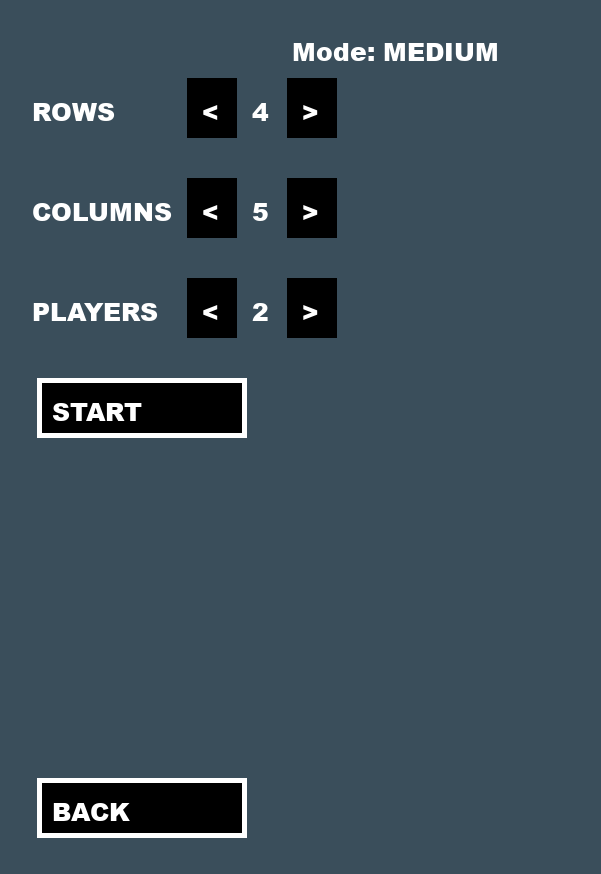 Mode: MEDIUM
ROWS < 4 >
COLUMNS < 5 >
PLAYERS < 2 >
START
BACK